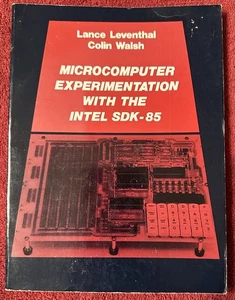 Lance Leventhal
Colin Walsh
MICROCOMPUTER
EXPERIMENTATION
WITH THE
INTEL SDK-85